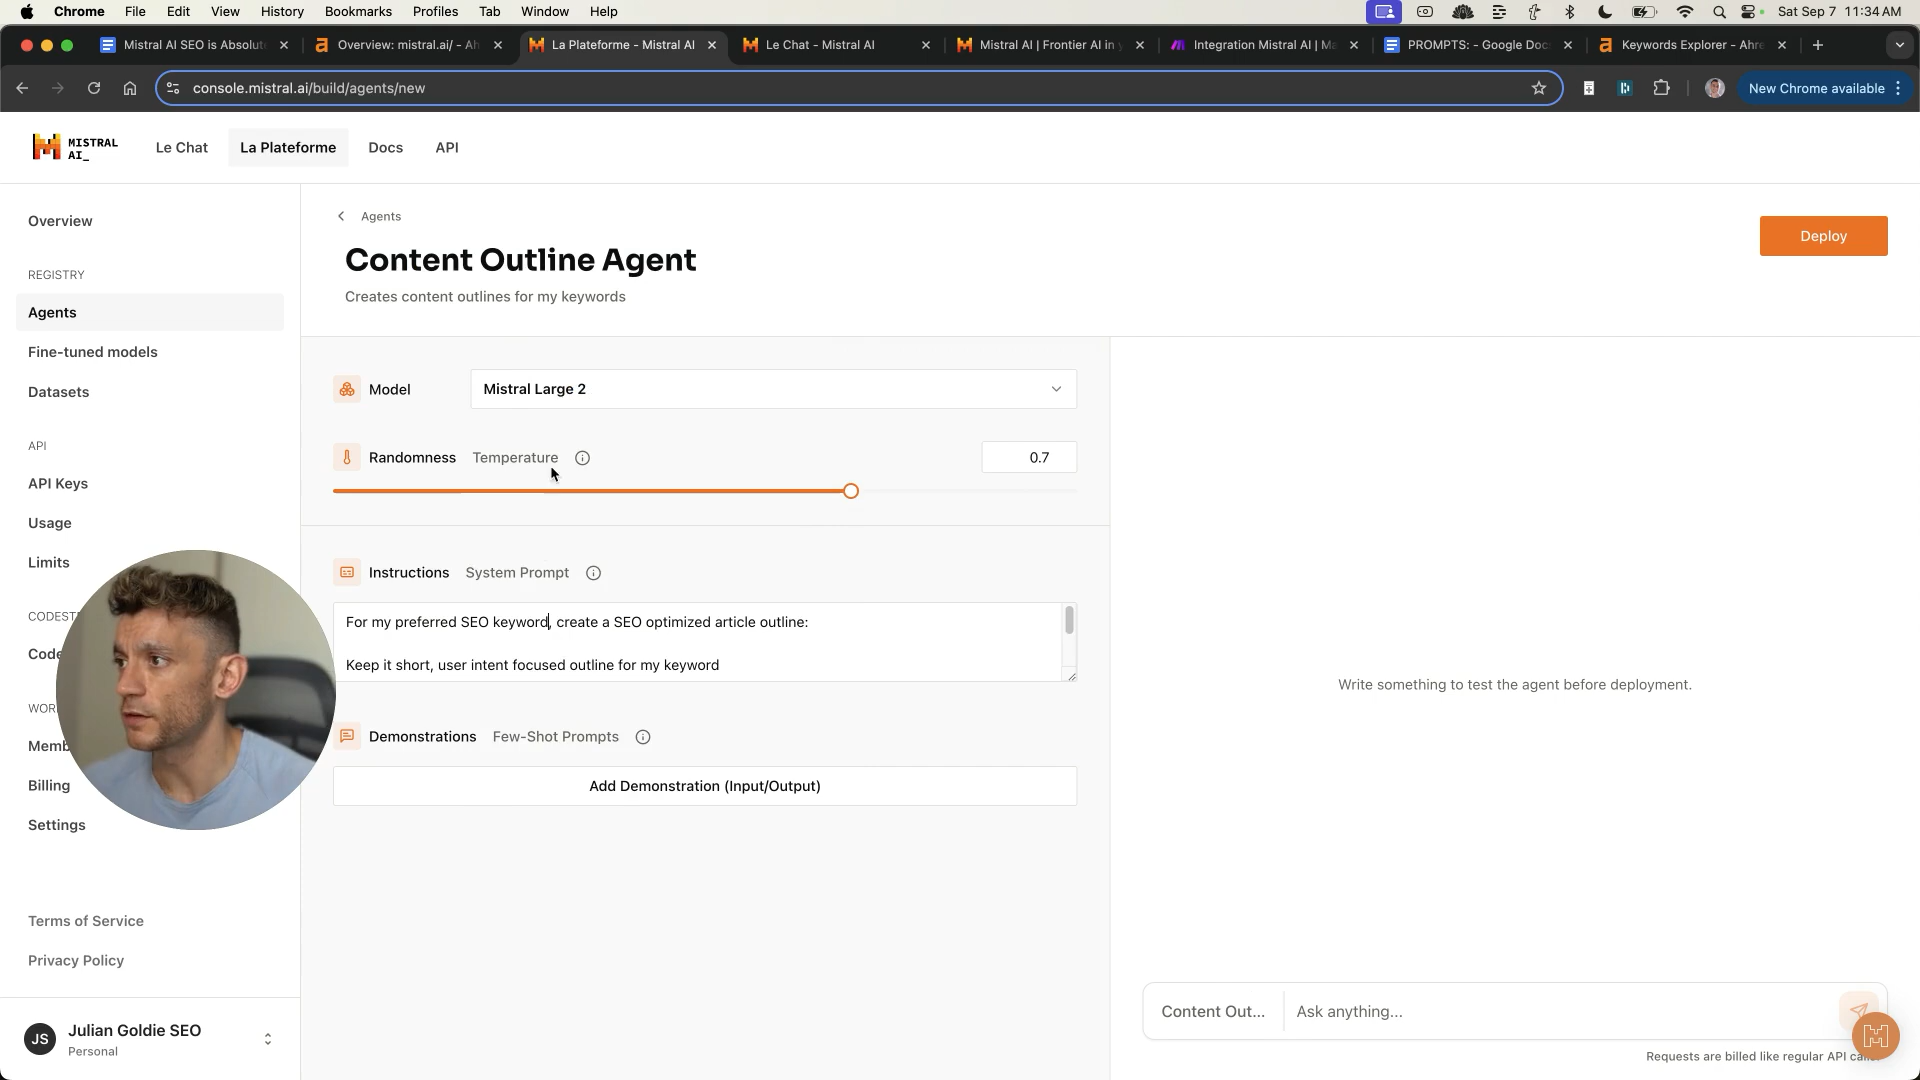 Chrome File Edit View History Bookmarks Profiles Tab Window Help Sat Sep 7 11:34 AM
Mistral AI SEO is Absolut Overview: mistral.ai/ - Ah La Plateforme - Mistral AI Le Chat - Mistral AI Mistral AI | Frontier AI in Integration Mistral AI | Ma PROMPTS: - Google Doc Keywords Explorer - Ahre
console.mistral.ai/build/agents/new New Chrome available
MISTRAL
AI_
Le Chat La Plateforme Docs API
Overview
REGISTRY
Agents
Fine-tuned models
Datasets
API
API Keys
Usage
Limits
CODEST
Code
WOR
Memb
Billing
Settings
Terms of Service
Privacy Policy
JS
Julian Goldie SEO
Personal
Agents
Content Outline Agent
Creates content outlines for my keywords
Deploy
Model Mistral Large 2
Randomness Temperature 0.7
Instructions System Prompt
For my preferred SEO keyword, create a SEO optimized article outline:
Keep it short, user intent focused outline for my keyword
Demonstrations Few-Shot Prompts
Add Demonstration (Input/Output)
Write something to test the agent before deployment.
Content Out... Ask anything...
Requests are billed like regular API